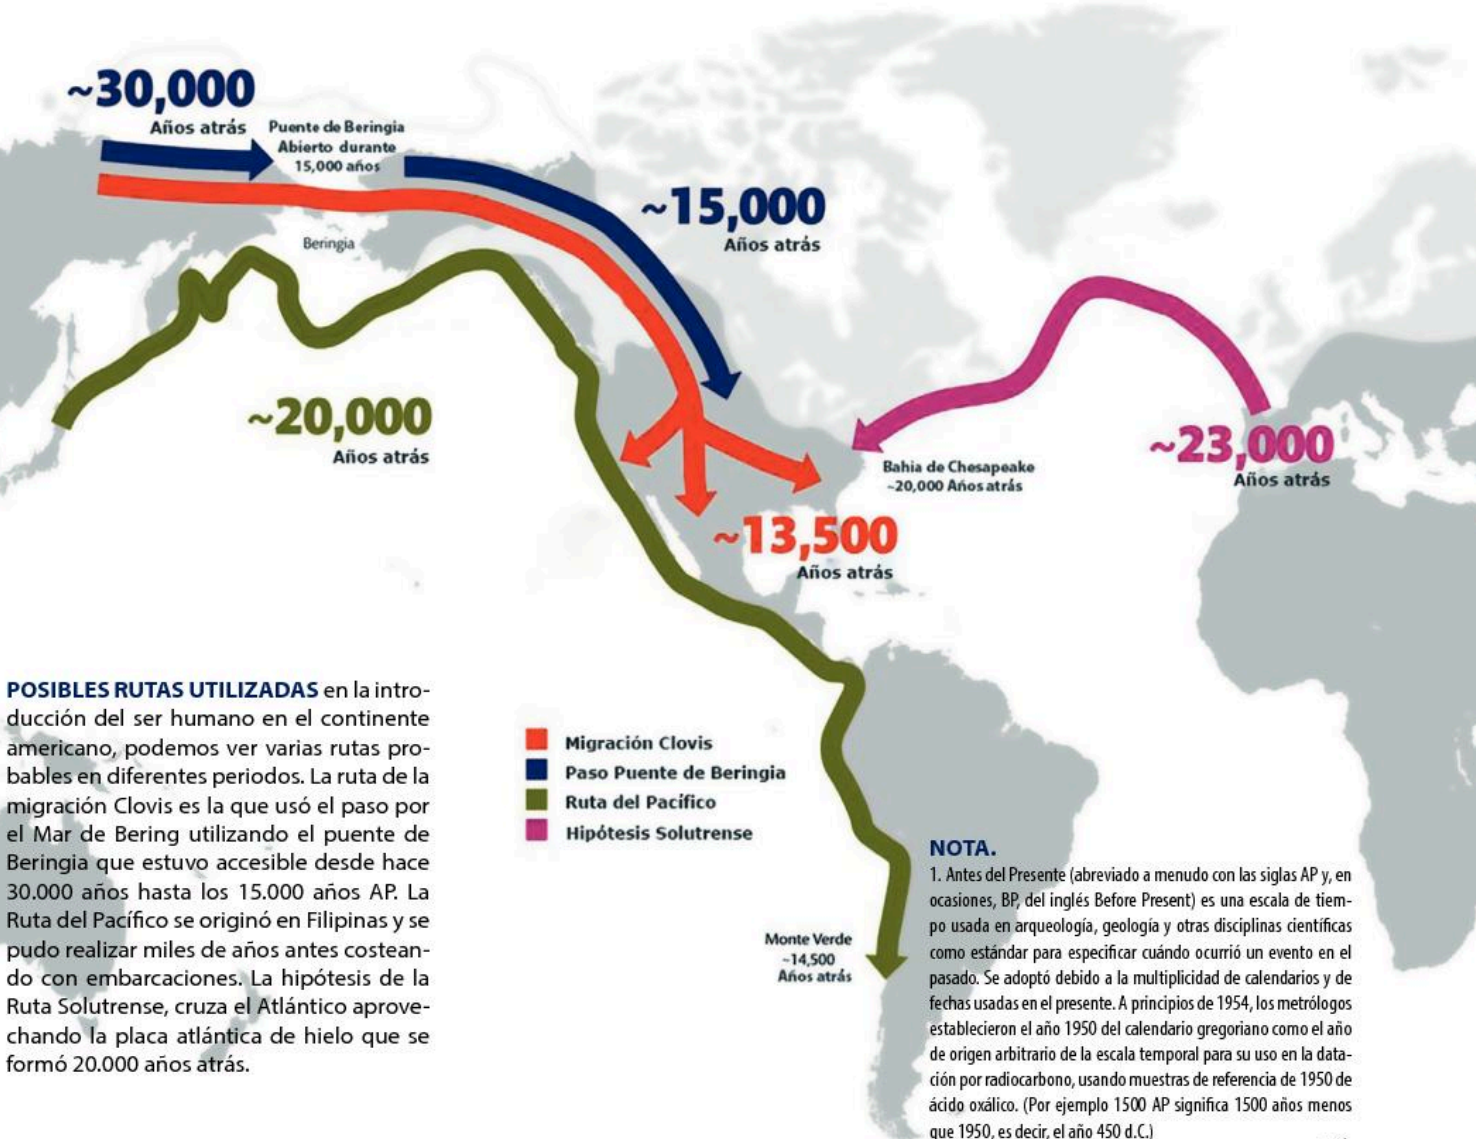 ~30,000
Años atrás
Puente de Beringia
Abierto durante
15,000 años
~15,000
Años atrás
Beringia
~20,000
Años atrás
~23,000
Años atrás
Bahia de Chesapeake
~20,000 Años atrás
~13,500
Años atrás
POSIBLES RUTAS UTILIZADAS en la intro-
ducción del ser humano en el continente
americano, podemos ver varias rutas pro-
bables en diferentes periodos. La ruta de la
migración Clovis es la que usó el paso por
el Mar de Bering utilizando el puente de
Beringia que estuvo accesible desde hace
30.000 años hasta los 15.000 años AP. La
Ruta del Pacífico se originó en Filipinas y se
pudo realizar miles de años antes costean-
do con embarcaciones. La hipótesis de la
Ruta Solutrense, cruza el Atlántico aprove-
chando la placa atlántica de hielo que se
formó 20.000 años atrás.
Migración Clovis
Paso Puente de Beringia
Ruta del Pacífico
Hipótesis Solutrense
Monte Verde
~14,500
Años atrás
NOTA.
1. Antes del Presente (abreviado a menudo con las siglas AP y, en
ocasiones, BP, del inglés Before Present) es una escala de tiem-
po usada en arqueología, geología y otras disciplinas científicas
como estándar para especificar cuándo ocurrió un evento en el
pasado. Se adoptó debido a la multiplicidad de calendarios y de
fechas usadas en el presente. A principios de 1954, los metrólogos
establecieron el año 1950 del calendario gregoriano como el año
de origen arbitrario de la escala temporal para su uso en la data-
ción por radiocarbono, usando muestras de referencia de 1950 de
ácido oxálico. (Por ejemplo 1500 AP significa 1500 años menos
que 1950, es decir, el año 450 d.C.)